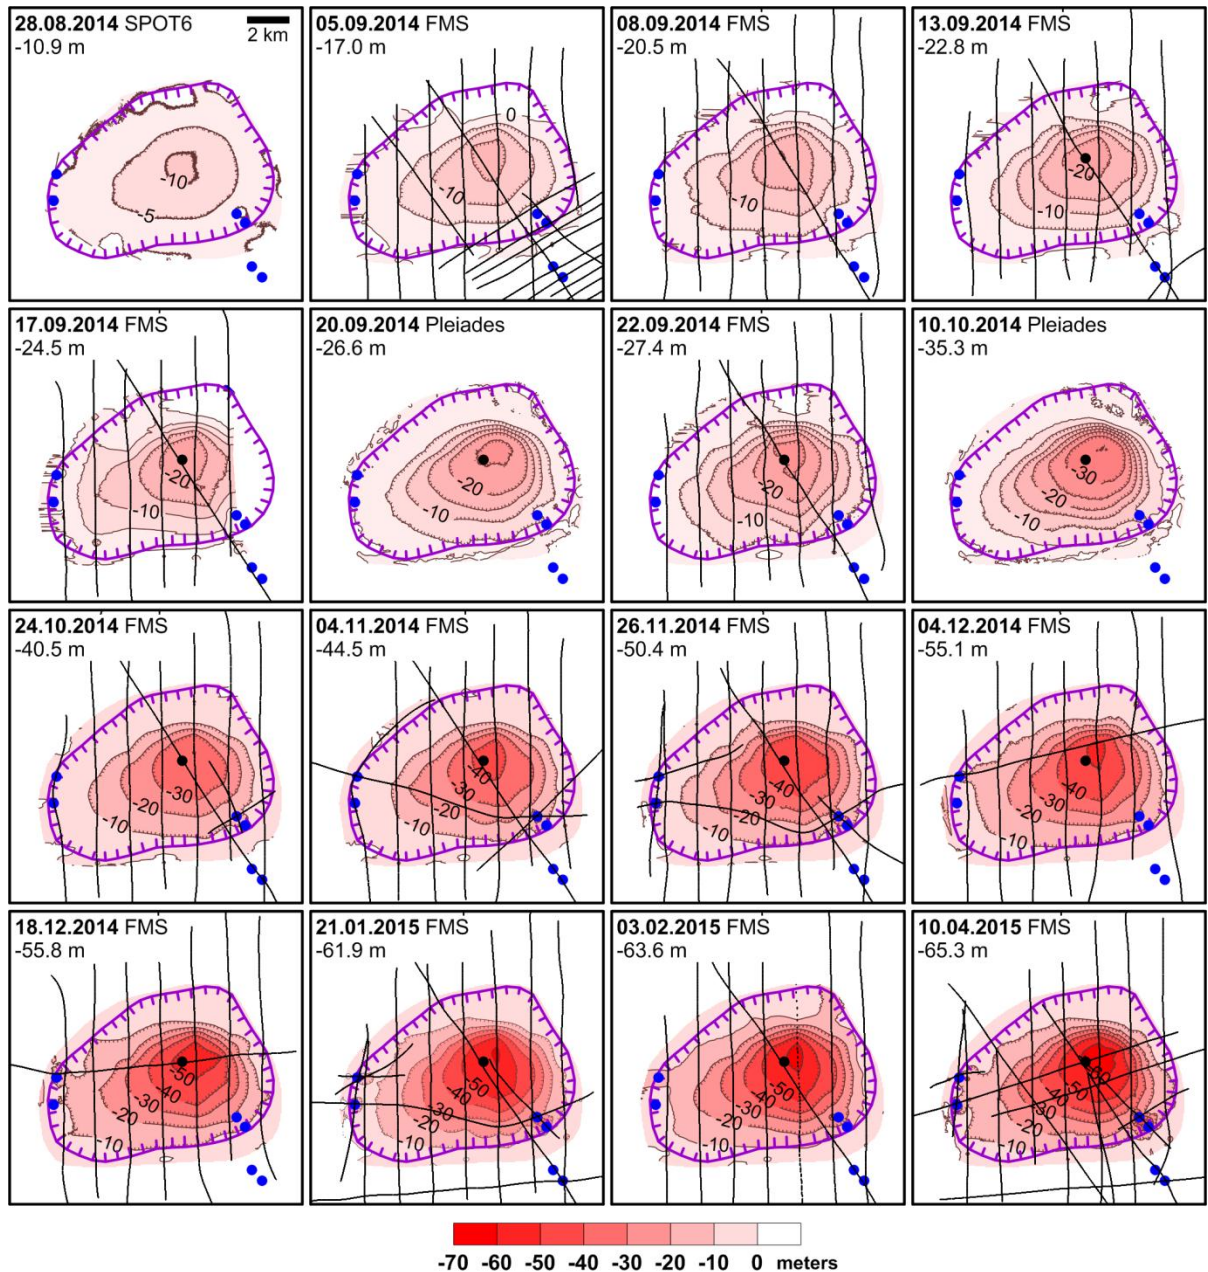 28.08.2014 SPOT6
-10.9 m
2 km
-10
-5
05.09.2014 FMS
-17.0 m
0
-10
08.09.2014 FMS
-20.5 m
-10
13.09.2014 FMS
-22.8 m
-20
-10
17.09.2014 FMS
-24.5 m
-20
-10
20.09.2014 Pleiades
-26.6 m
-20
-10
22.09.2014 FMS
-27.4 m
-20
-10
10.10.2014 Pleiades
-35.3 m
-30
-20
-10
24.10.2014 FMS
-40.5 m
-30
-20
-10
04.11.2014 FMS
-44.5 m
-40
-30
-20
-10
26.11.2014 FMS
-50.4 m
-40
-30
-20
-10
04.12.2014 FMS
-55.1 m
-40
-30
-20
-10
18.12.2014 FMS
-55.8 m
-50
-40
-30
-20
-10
21.01.2015 FMS
-61.9 m
-50
-40
-30
-20
-10
03.02.2015 FMS
-63.6 m
-50
-40
-30
-20
-10
10.04.2015 FMS
-65.3 m
-60
-50
-40
-30
-20
-10
-70 -60 -50 -40 -30 -20 -10 0 meters